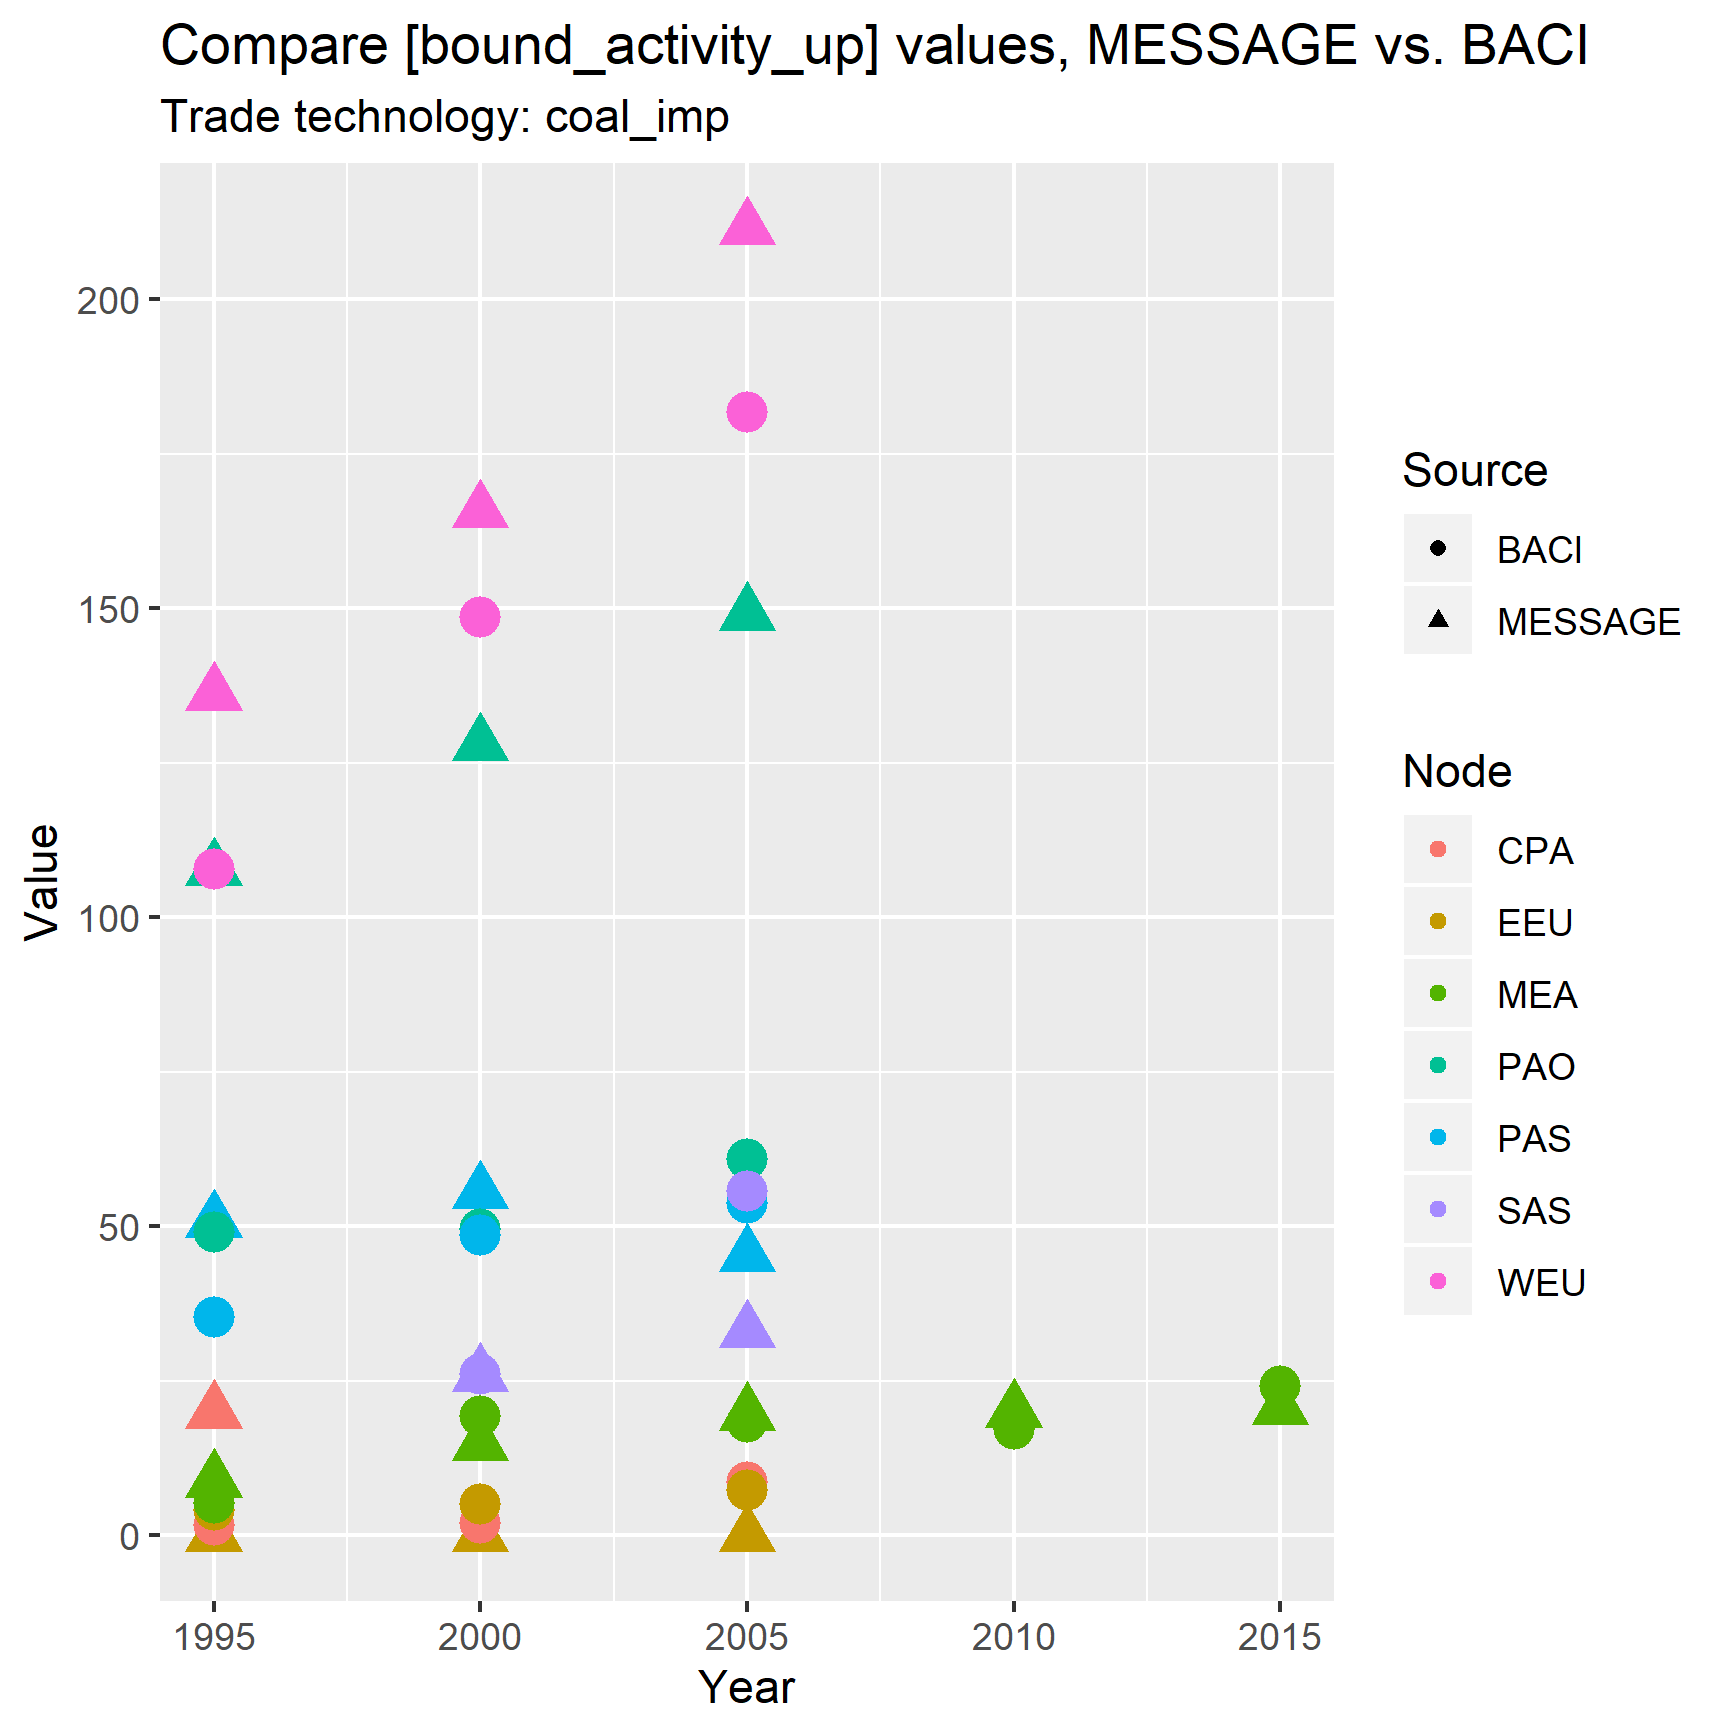 Compare [bound_activity_up] values, MESSAGE vs. BACI
Trade technology: coal_imp
Value
200
150
100
50
0
1995 2000 2005 2010 2015
Year
Source
BACI
MESSAGE
Node
CPA
EEU
MEA
PAO
PAS
SAS
WEU